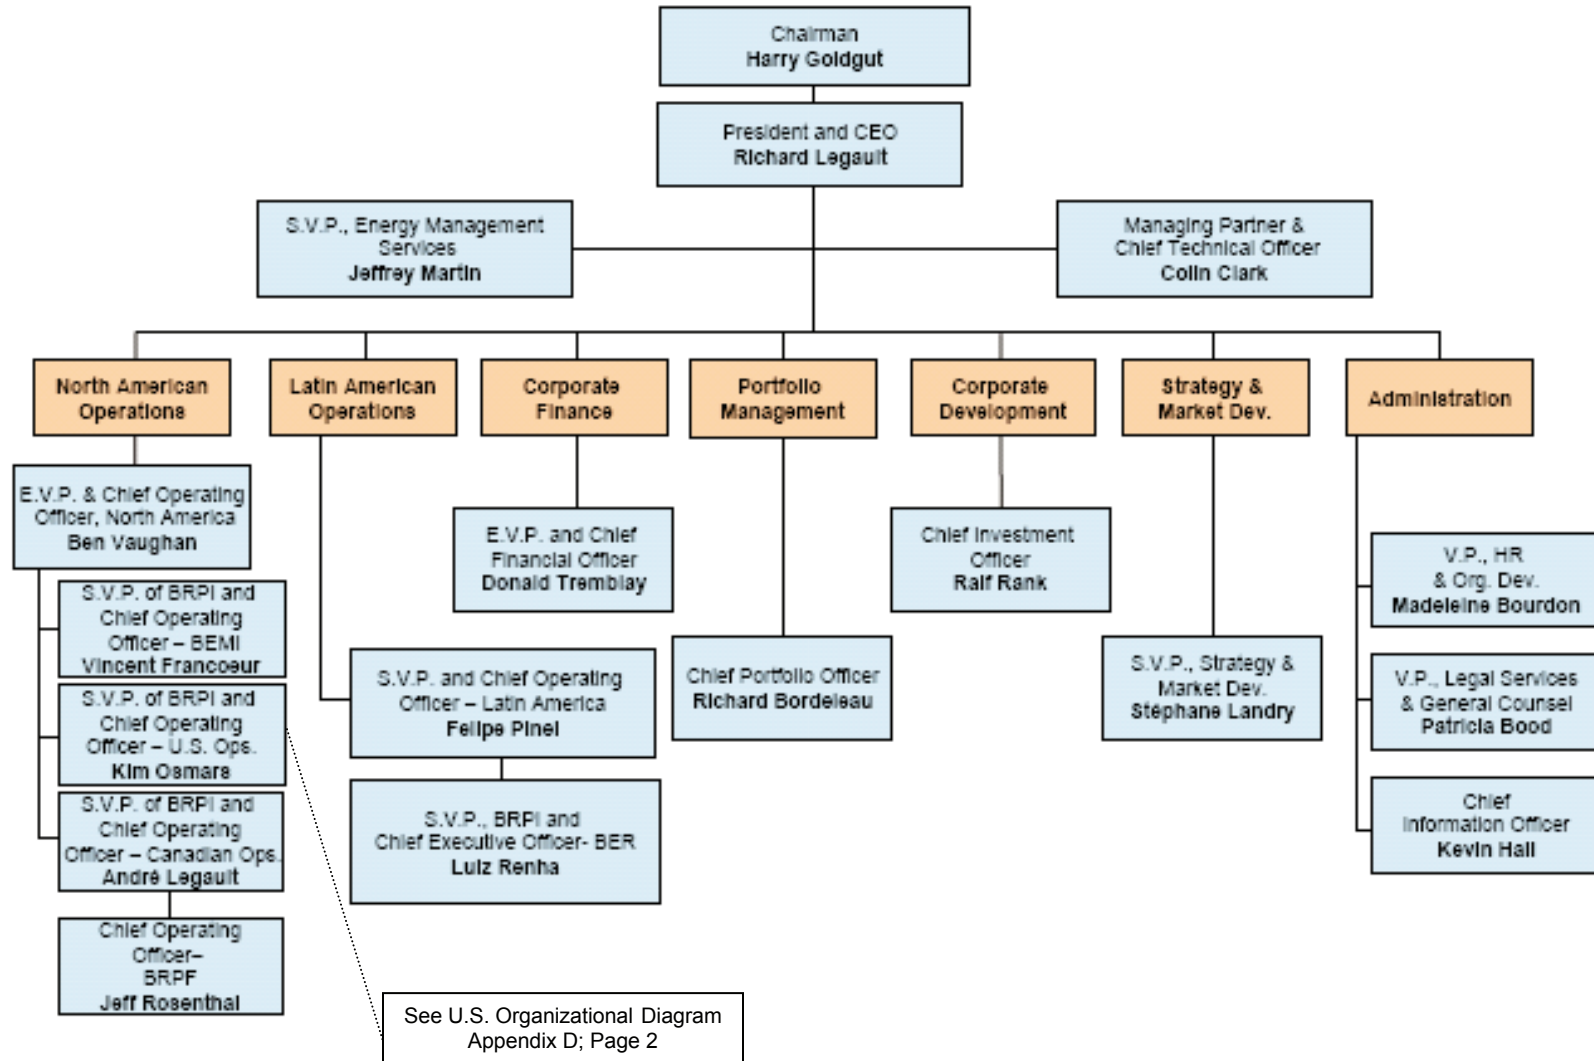 Chairman
Harry Goldgut
President and CEO
Richard Legault
S.V.P., Energy Management
Services
Jeffrey Martin
Managing Partner &
Chief Technical Officer
Colin Clark
North American
Operations
Latin American
Operations
Corporate
Finance
Portfolio
Management
Corporate
Development
Strategy &
Market Dev.
Administration
E.V.P. & Chief Operating
Officer, North America
Ben Vaughan
S.V.P. of BRPI and
Chief Operating
Officer – BEMI
Vincent Francoeur
S.V.P. of BRPI and
Chief Operating
Officer – U.S. Ops.
Kim Osmars
S.V.P. of BRPI and
Chief Operating
Officer – Canadian Ops.
André Legault
Chief Operating
Officer–
BRPF
Jeff Rosenthal
S.V.P. and Chief Operating
Officer – Latin America
Felipe Pinel
S.V.P., BRPI and
Chief Executive Officer- BER
Luiz Renha
E.V.P. and Chief
Financial Officer
Donald Tremblay
Chief Portfolio Officer
Richard Bordeleau
Chief Investment
Officer
Ralf Rank
S.V.P., Strategy &
Market Dev.
Stéphane Landry
V.P., HR
& Org. Dev.
Madeleine Bourdon
V.P., Legal Services
& General Counsel
Patricia Bood
Chief
Information Officer
Kevin Hall
See U.S. Organizational Diagram
Appendix D; Page 2